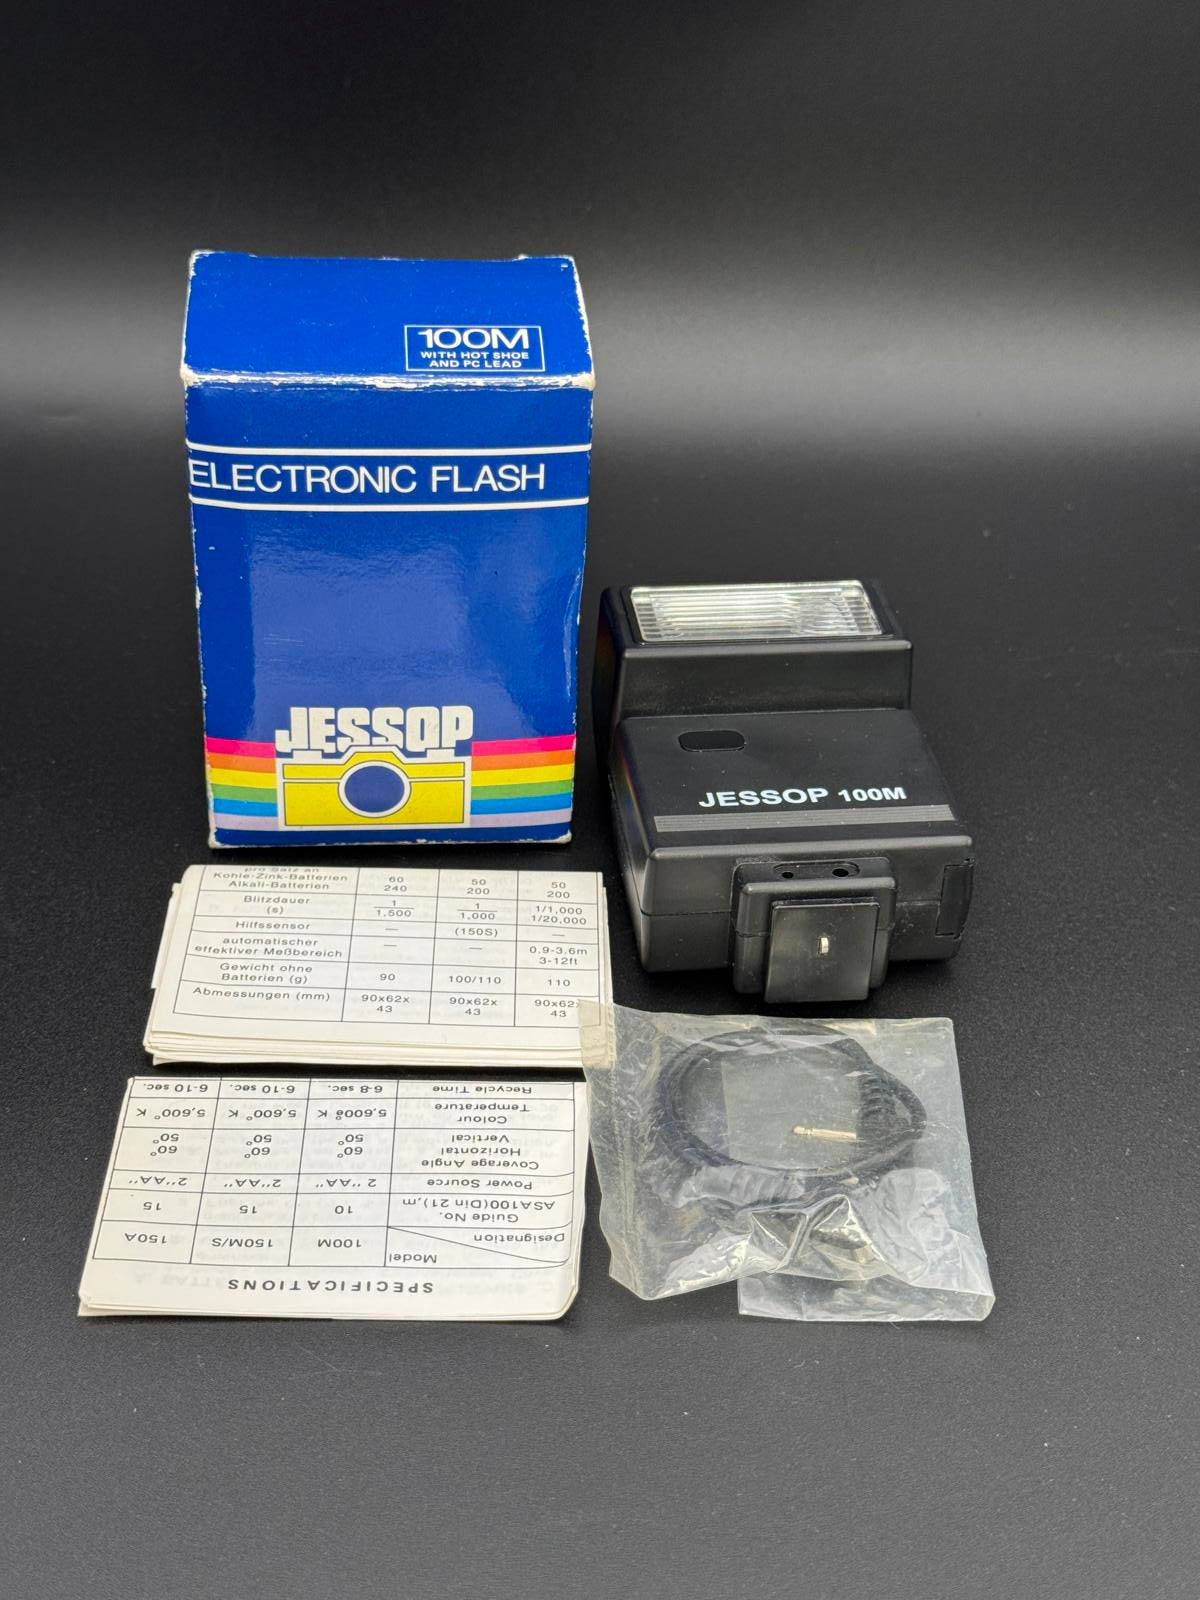 100M
WITH HOT SHOE
AND PC LEAD
ELECTRONIC FLASH
JESSOP
JESSOP 100M
pro Satz an
Kohle-Zink-Batterien 60 50 50
Alkali-Batterien 240 200 200
Blitzdauer (s) 1/1,500 1/1,000 1/1,000
1/20,000
Hilfssensor — (150S) —
automatischer
effektiver Meßbereich — — 0.9-3.6m
3-12ft
Gewicht ohne
Batterien (g) 90 100/110 110
Abmessungen (mm) 90x62x 90x62x 90x62x
43 43 43
SPECIFICATIONS
Model
Designation 100M 150M/S 150A
Guide No.
ASA100(Din 21),m 10 15 15
Power Source 2 "AA" 2"AA" 2"AA"
Coverage Angle
Horizontal 60° 60° 60°
Vertical 50° 50° 50°
Colour
Temperature 5,600° K 5,600° K 5,600° K
Recycle Time 6-8 sec. 6-10 sec. 6-10 sec.